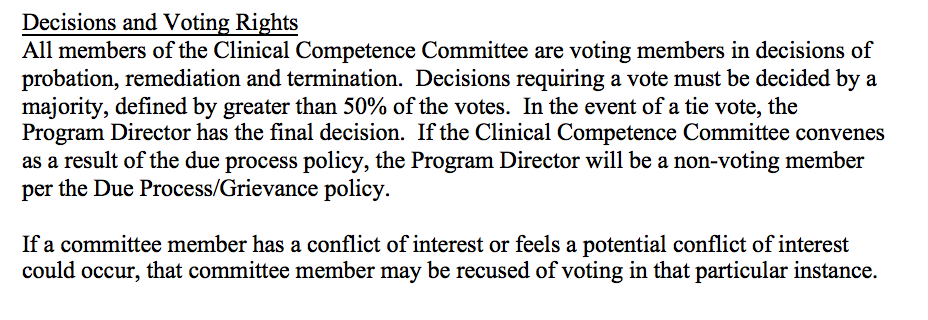 Decisions and Voting Rights
All members of the Clinical Competence Committee are voting members in decisions of
probation, remediation and termination.  Decisions requiring a vote must be decided by a
majority, defined by greater than 50% of the votes.  In the event of a tie vote, the
Program Director has the final decision.  If the Clinical Competence Committee convenes
as a result of the due process policy, the Program Director will be a non-voting member
per the Due Process/Grievance policy.

If a committee member has a conflict of interest or feels a potential conflict of interest
could occur, that committee member may be recused of voting in that particular instance.